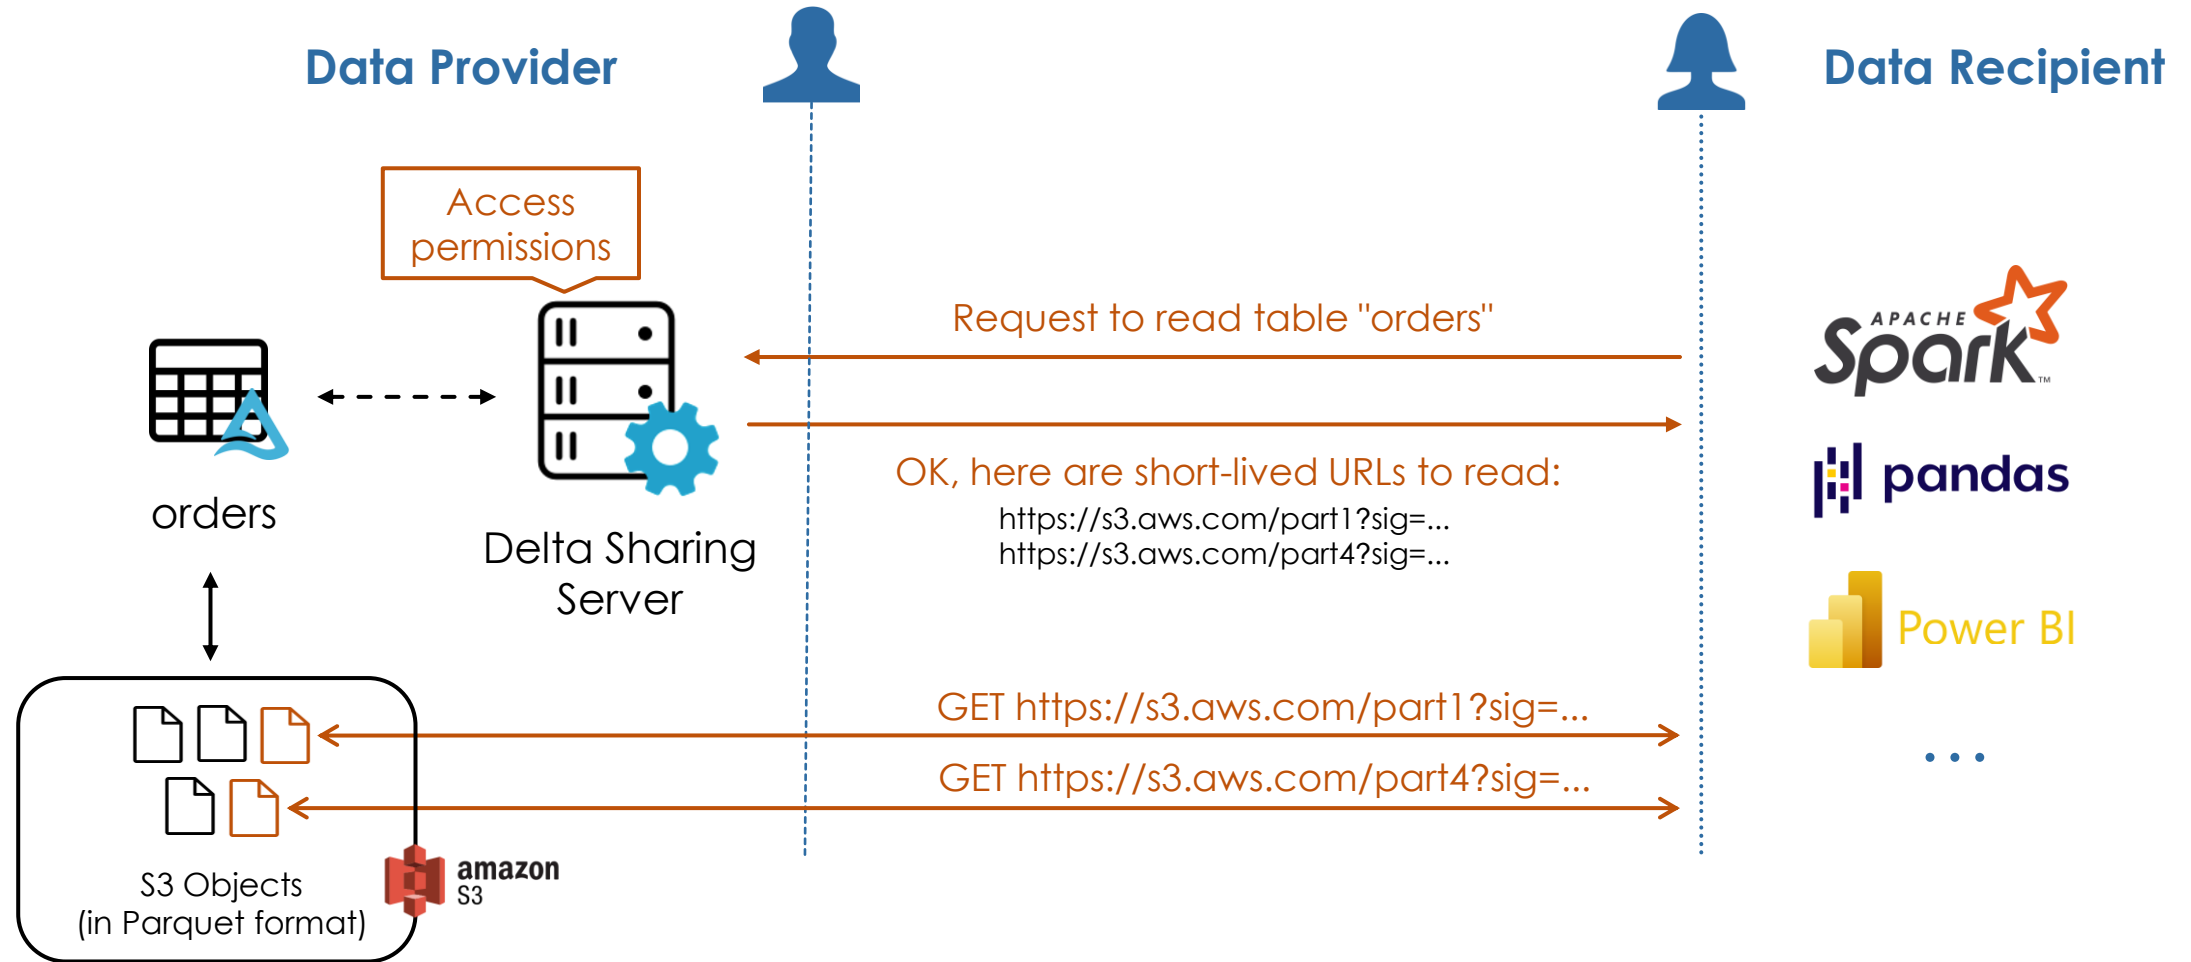 Data Provider
Data Recipient
Access
permissions
Request to read table "orders"
APACHE
Spark™
OK, here are short-lived URLs to read:
https://s3.aws.com/part1?sig=...
https://s3.aws.com/part4?sig=...
pandas
orders
Delta Sharing
Server
Power BI
GET https://s3.aws.com/part1?sig=...
GET https://s3.aws.com/part4?sig=...
...
S3 Objects
(in Parquet format)
amazon
S3